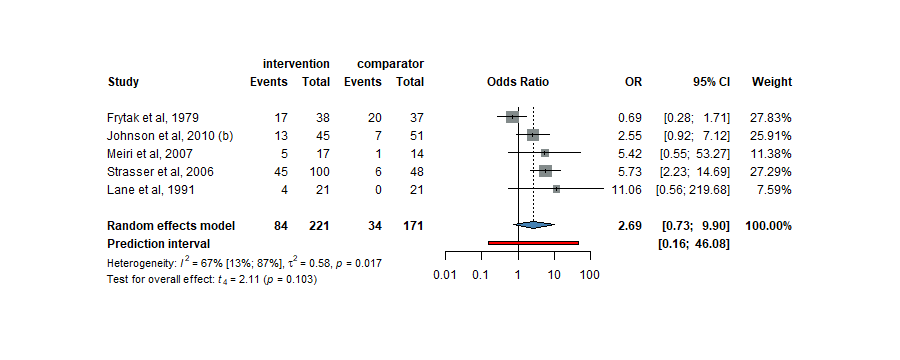 intervention comparator
Study Events Total Events Total Odds Ratio OR 95% CI Weight
Frytak et al, 1979 17 38 20 37 0.69 [0.28; 1.71] 27.83%
Johnson et al, 2010 (b) 13 45 7 51 2.55 [0.92; 7.12] 25.91%
Meiri et al, 2007 5 17 1 14 5.42 [0.55; 53.27] 11.38%
Strasser et al, 2006 45 100 6 48 5.73 [2.23; 14.69] 27.29%
Lane et al, 1991 4 21 0 21 11.06 [0.56; 219.68] 7.59%
Random effects model 84 221 34 171 2.69 [0.73; 9.90] 100.00%
Prediction interval [0.16; 46.08]
Heterogeneity: I² = 67% [13%; 87%], τ² = 0.58, p = 0.017
Test for overall effect: t₄ = 2.11 (p = 0.103)
0.01 0.1 1 10 100